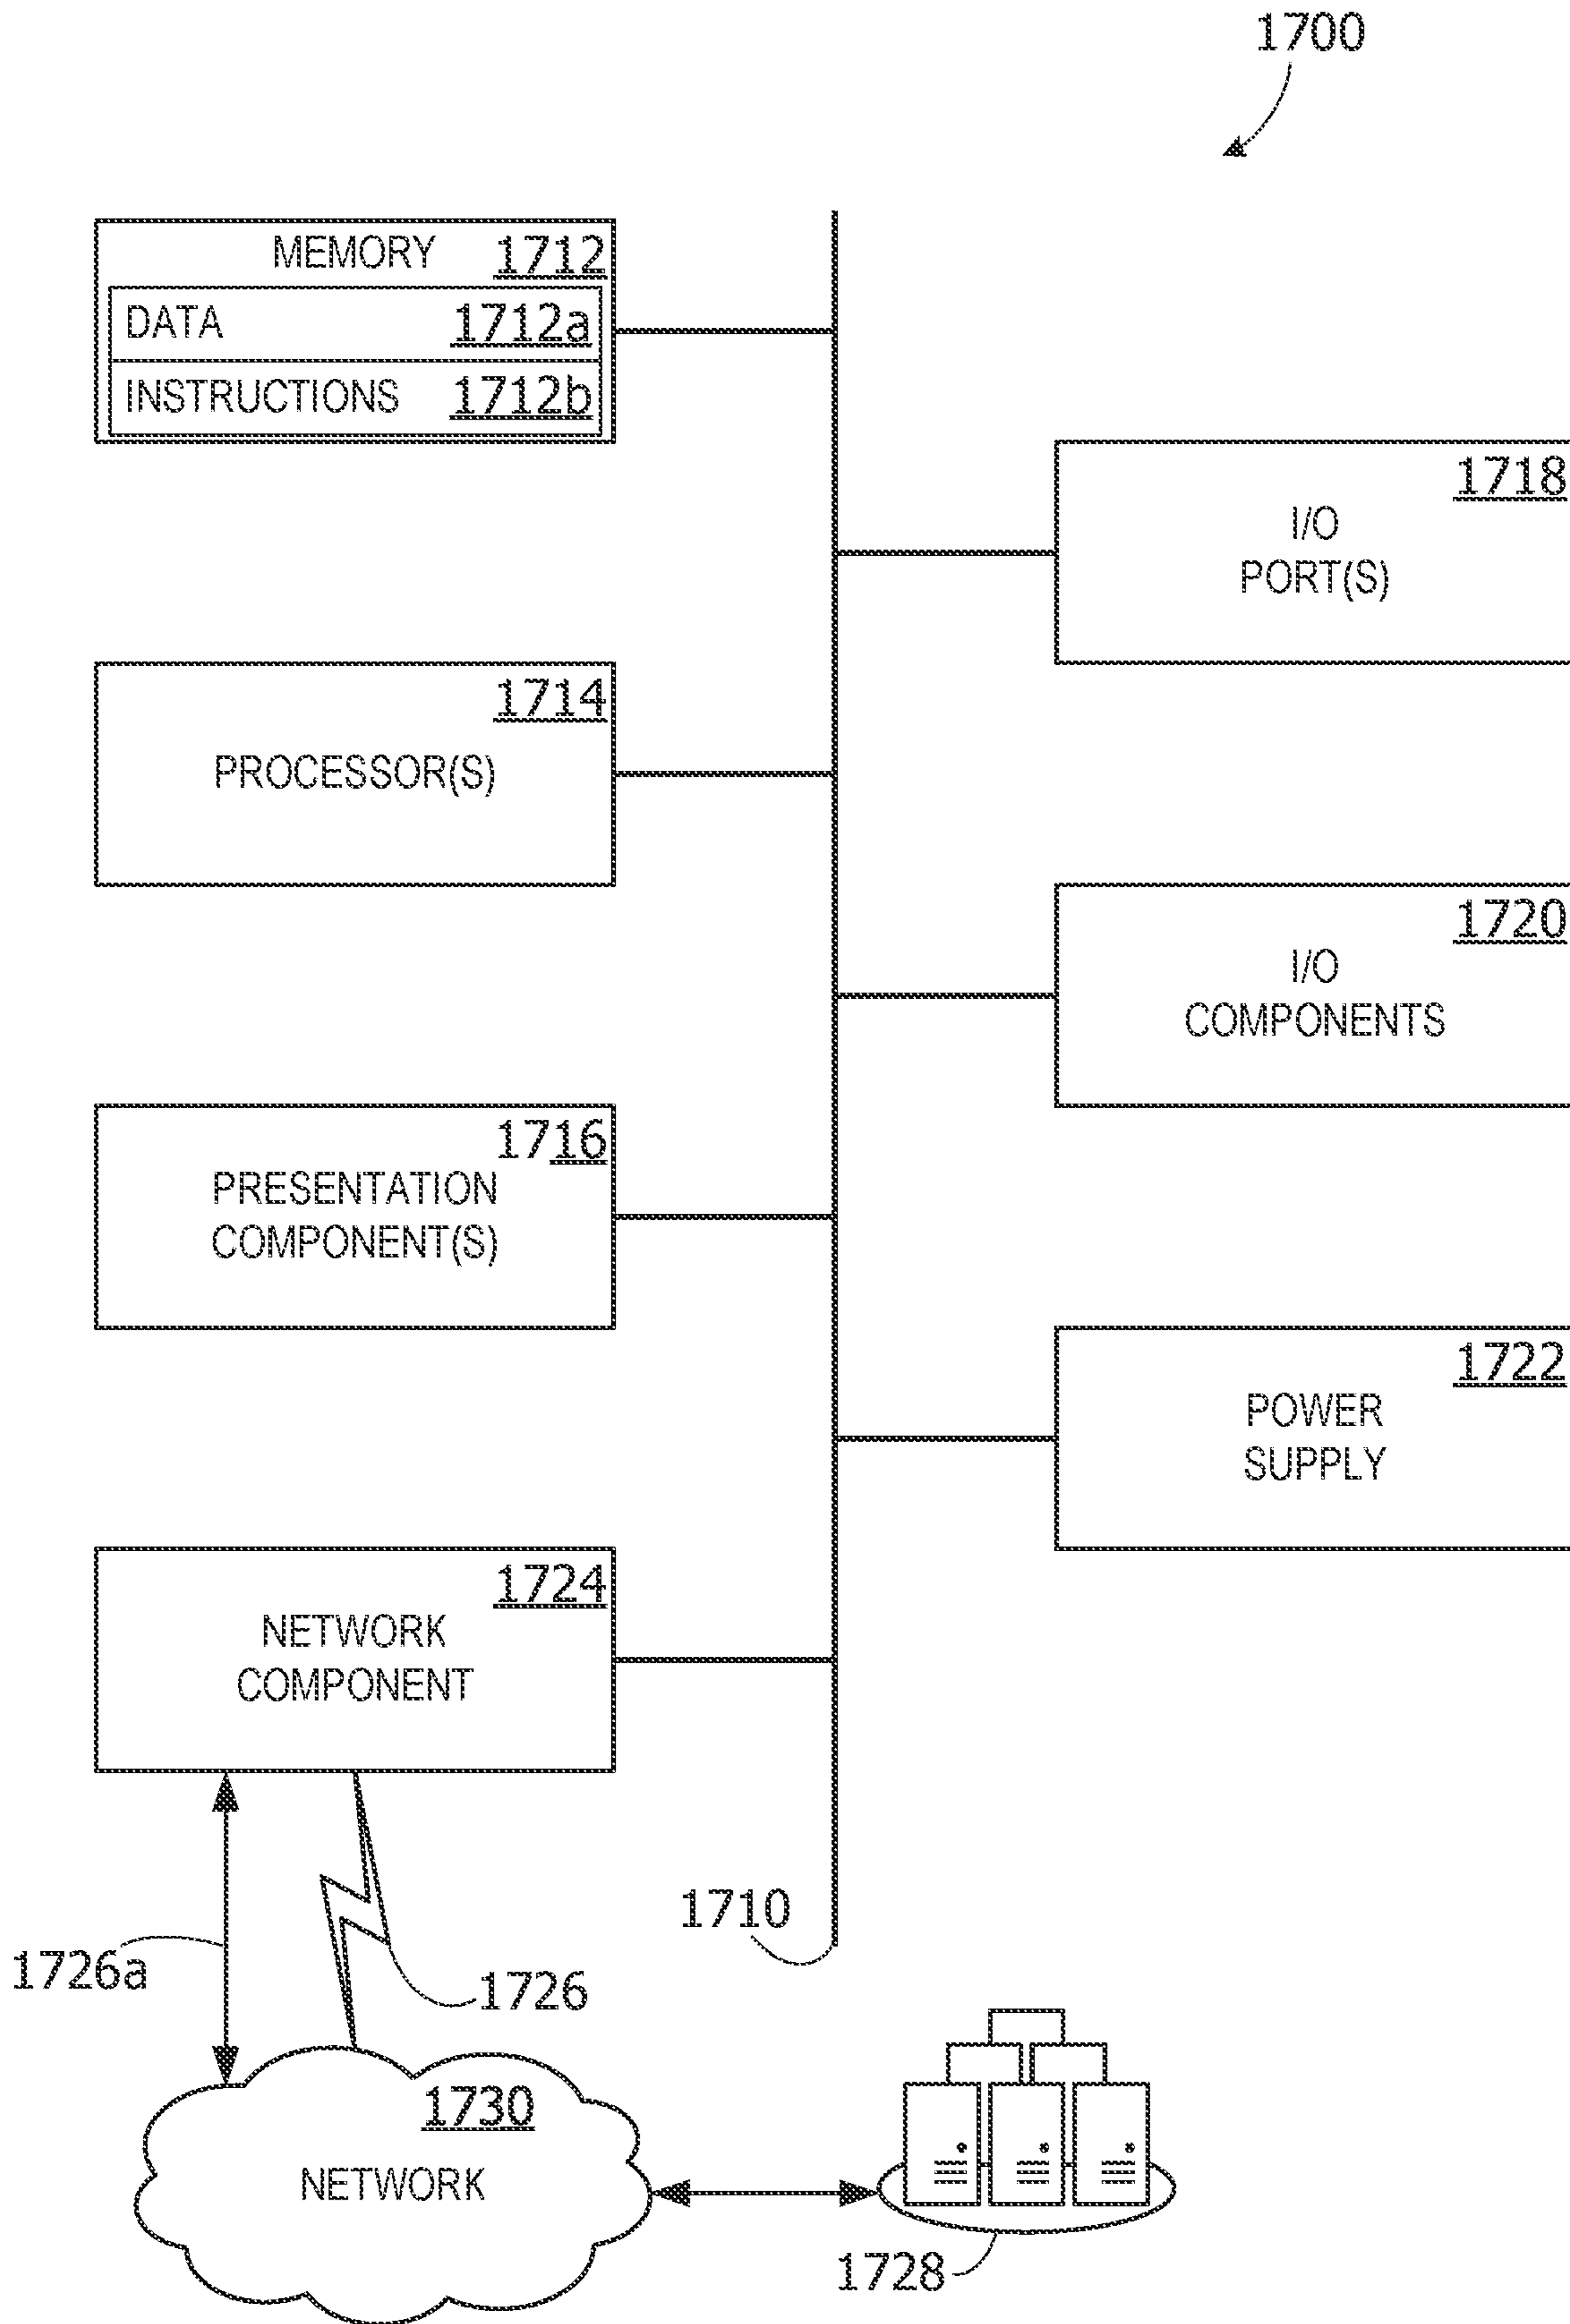 1700
MEMORY 1712
DATA 1712a
INSTRUCTIONS 1712b
1718
I/O
PORT(S)
1714
PROCESSOR(S)
1720
I/O
COMPONENTS
1716
PRESENTATION
COMPONENT(S)
1722
POWER
SUPPLY
1724
NETWORK
COMPONENT
1710
1726a
1726
1730
NETWORK
1728